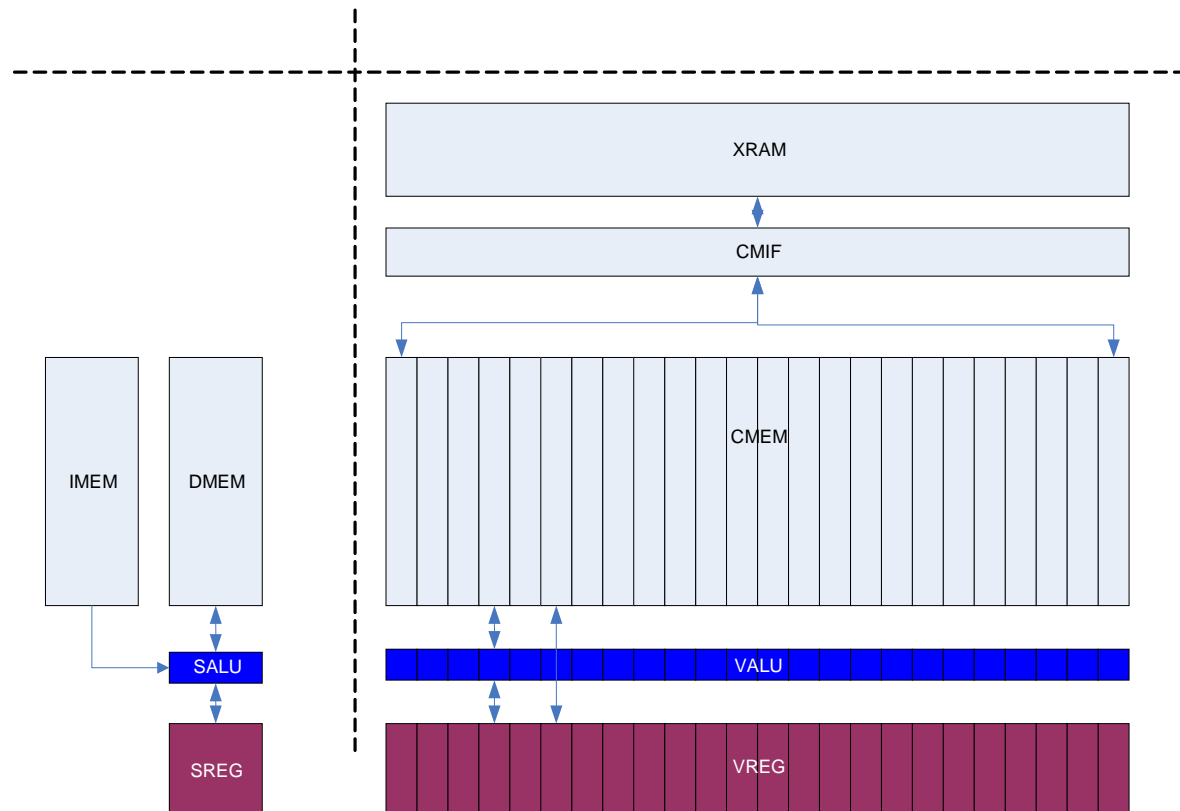 XRAM
CMIF
CMEM
IMEM
DMEM
SALU
VALU
SREG
VREG